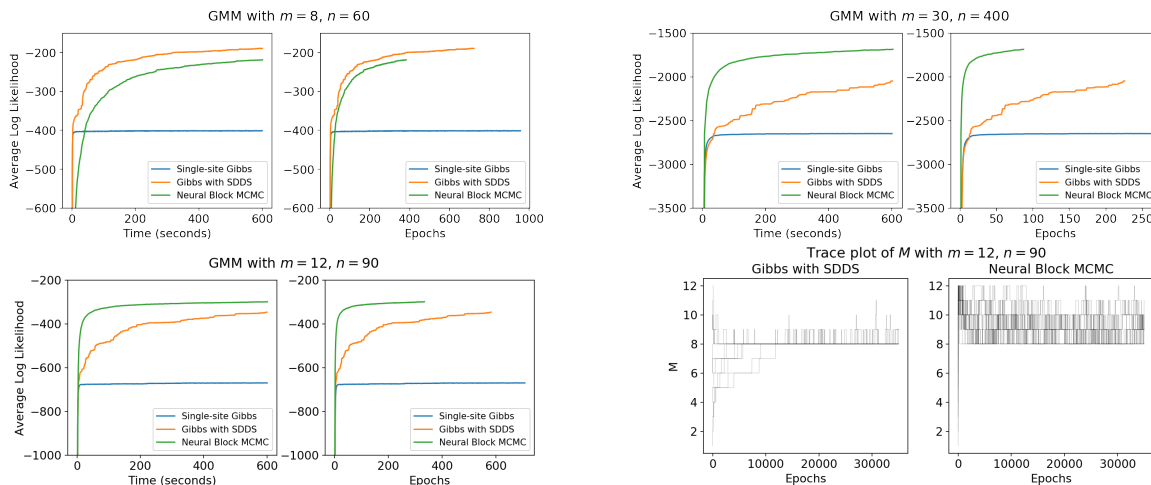 GMM with m = 8, n = 60
Average Log Likelihood
−200
−300
−400
−500
−600
0
200
400
600
Time (seconds)
Single-site Gibbs
Gibbs with SDDS
Neural Block MCMC
−200
−300
−400
−500
−600
0
200
400
600
800
1000
Epochs
Single-site Gibbs
Gibbs with SDDS
Neural Block MCMC
GMM with m = 30, n = 400
Average Log Likelihood
−1500
−2000
−2500
−3000
−3500
0
200
400
600
Time (seconds)
Single-site Gibbs
Gibbs with SDDS
Neural Block MCMC
−1500
−2000
−2500
−3000
−3500
0
50
100
150
200
250
Epochs
Single-site Gibbs
Gibbs with SDDS
Neural Block MCMC
GMM with m = 12, n = 90
Average Log Likelihood
−200
−400
−600
−800
−1000
0
200
400
600
Time (seconds)
Single-site Gibbs
Gibbs with SDDS
Neural Block MCMC
−200
−400
−600
−800
−1000
0
200
400
600
Epochs
Single-site Gibbs
Gibbs with SDDS
Neural Block MCMC
Trace plot of M with m=12, n=90
Gibbs with SDDS
M
12
10
8
6
4
2
0
10000
20000
30000
Epochs
Neural Block MCMC
12
10
8
6
4
2
0
10000
20000
30000
Epochs